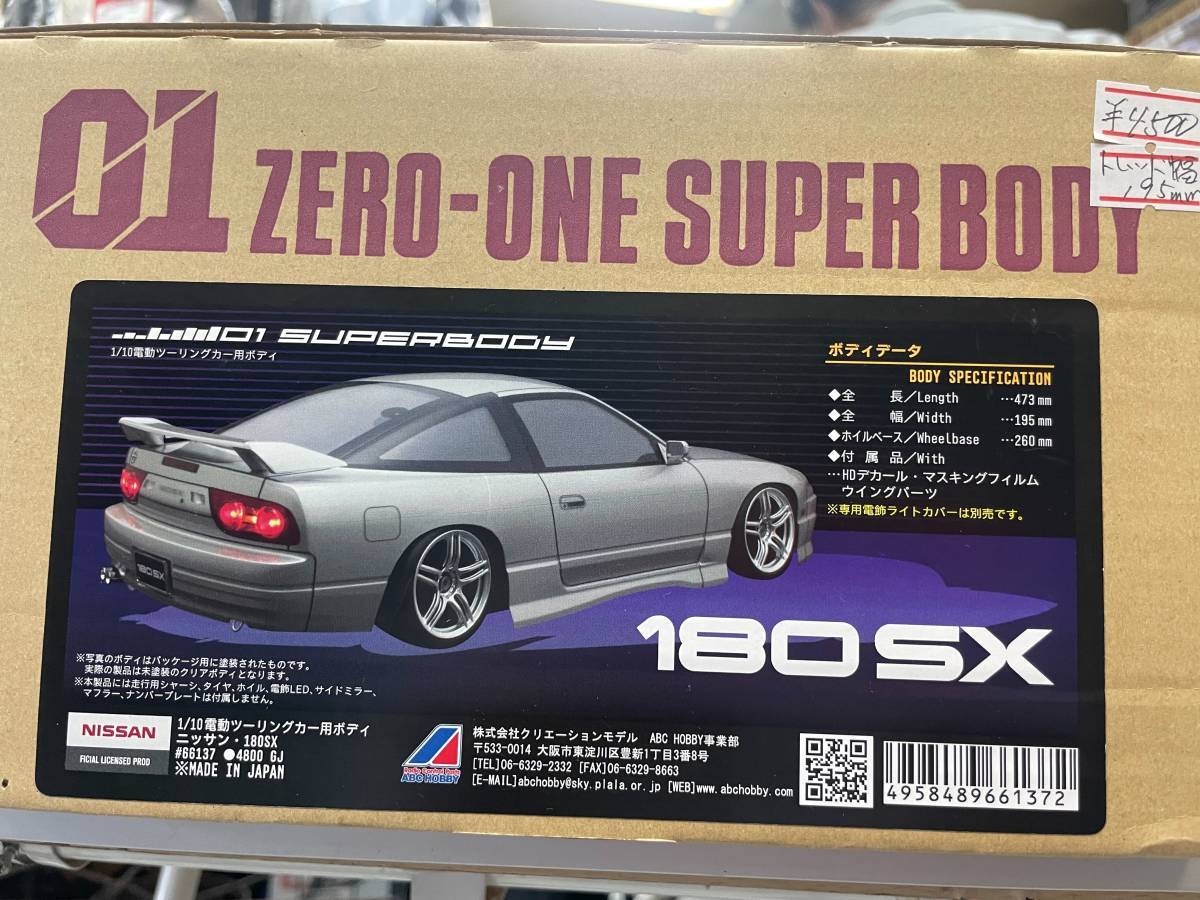 01 ZERO-ONE SUPER BODY
¥4500
トレッド幅
195mm
01 SUPERBODY
1/10電動ツーリングカー用ボディ
ボディデータ
BODY SPECIFICATION
◆全 長/Length …473mm
◆全 幅/Width …195mm
◆ホイルベース/Wheelbase …260mm
◆付 属 品/With
…HDデカール・マスキングフィルム
ウイングパーツ
※専用電飾ライトカバーは別売です。
180SX
180SX
※写真のボディはパッケージ用に塗装されたものです。
実際の製品は未塗装のクリアボディとなります。
※本製品には走行用シャーシ、タイヤ、ホイル、電飾LED、サイドミラー、
マフラー、ナンバープレートは付属しません。
NISSAN
FICIAL LICENSED PROD
1/10電動ツーリングカー用ボディ
ニッサン・180SX
#66137 ●4800 GJ
※MADE IN JAPAN
ABC HOBBY
株式会社クリエーションモデル ABC HOBBY事業部
〒533-0014 大阪市東淀川区豊新1丁目3番8号
[TEL]06-6329-2332 [FAX]06-6329-8663
[E-MAIL]abchobby@sky.plala.or.jp [WEB]www.abchobby.com
4958489661372